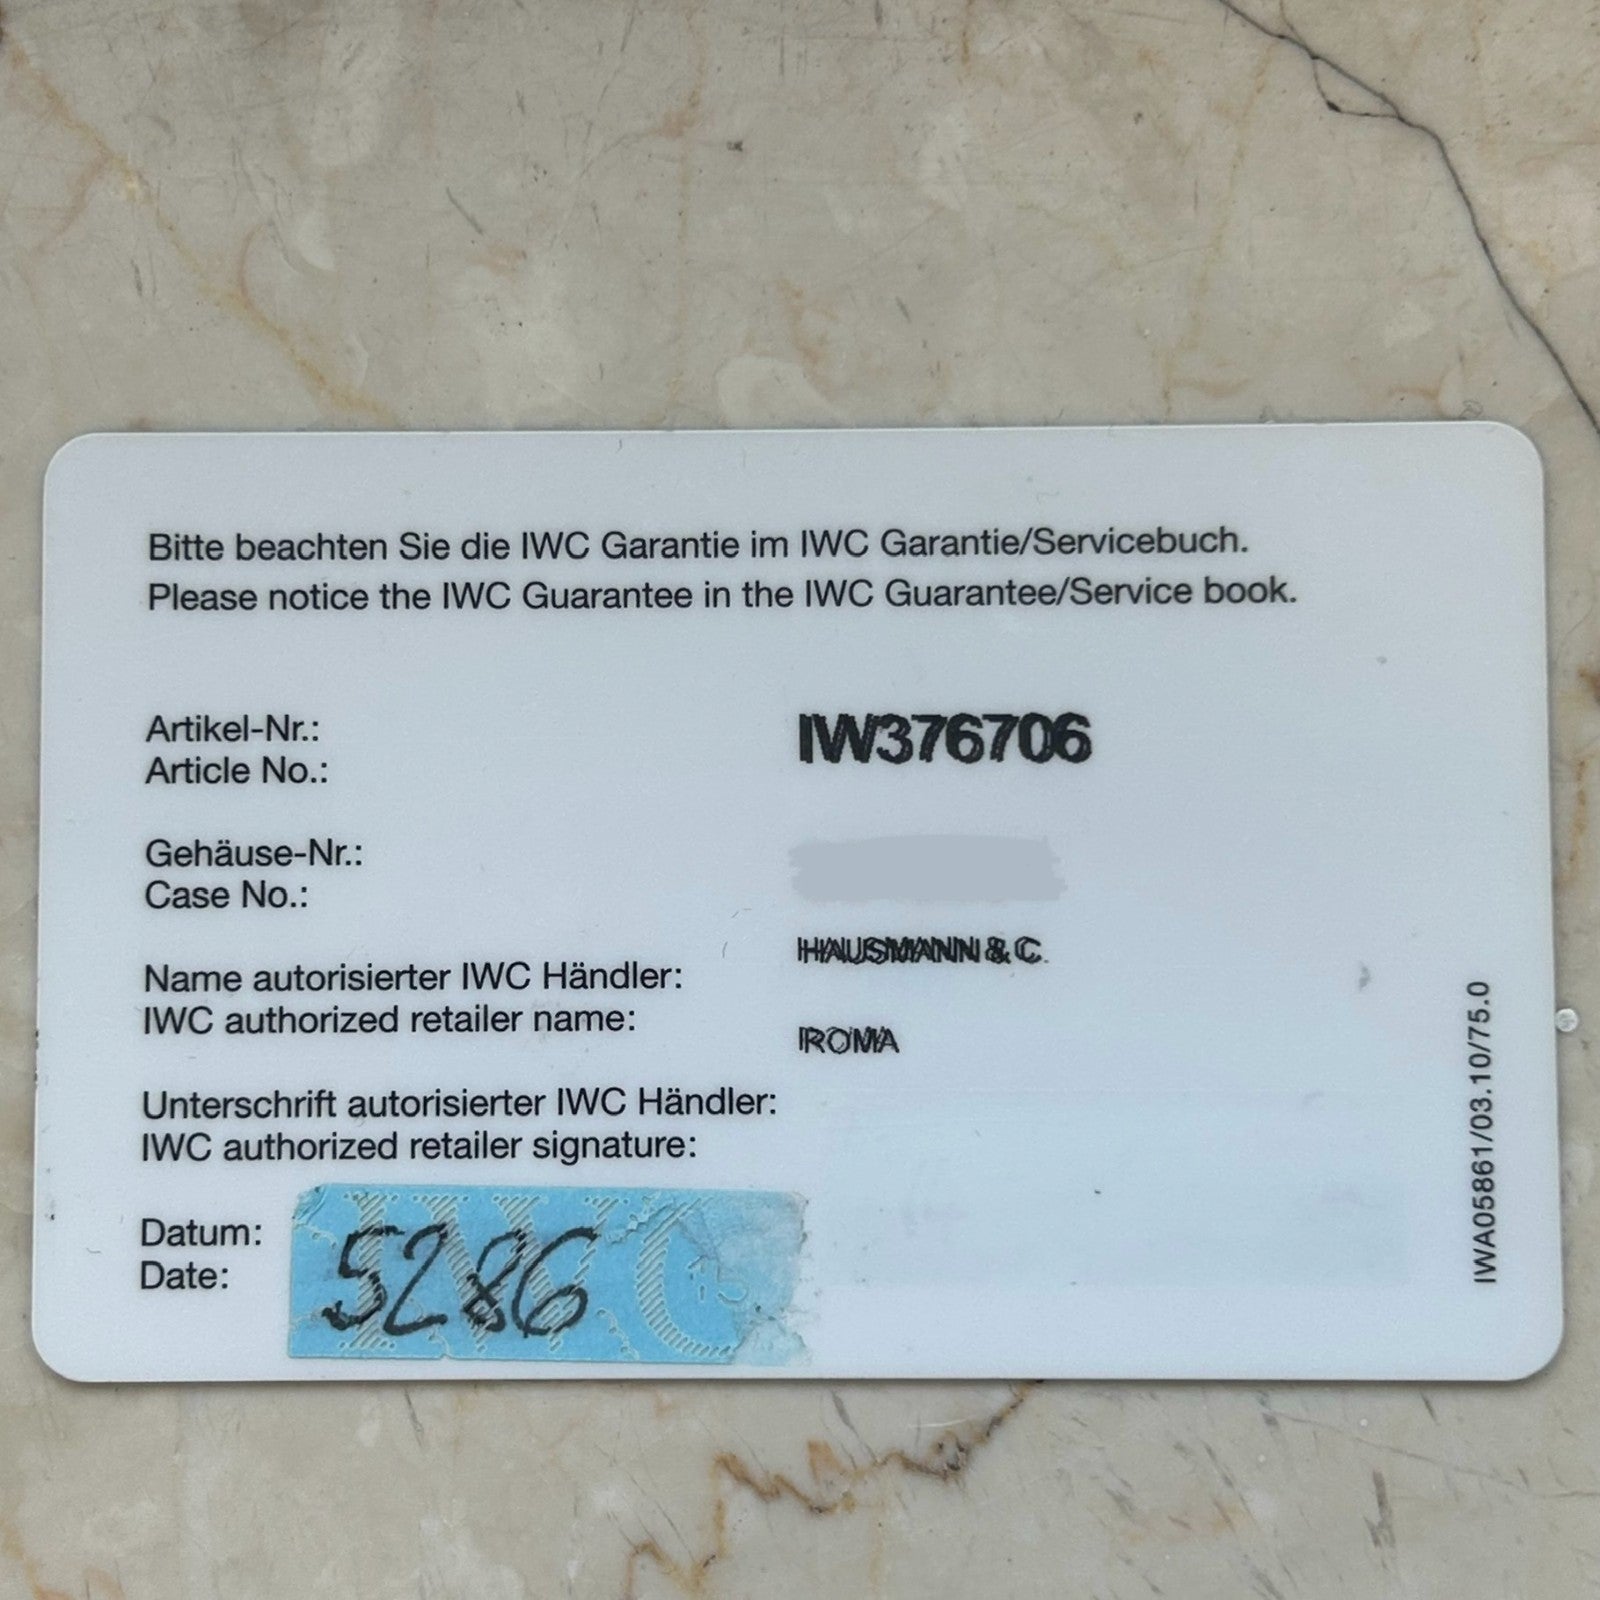 Bitte beachten Sie die IWC Garantie im IWC Garantie/Servicebuch.
Please notice the IWC Guarantee in the IWC Guarantee/Service book.
Artikel-Nr.:
Article No.:
IW376706
Gehäuse-Nr.:
Case No.:
Name autorisierter IWC Händler:
IWC authorized retailer name:
HAUSMANN & C.
ROMA
Unterschrift autorisierter IWC Händler:
IWC authorized retailer signature:
Datum:
Date:
5286
IWC
IWA05861/03.10/75.0